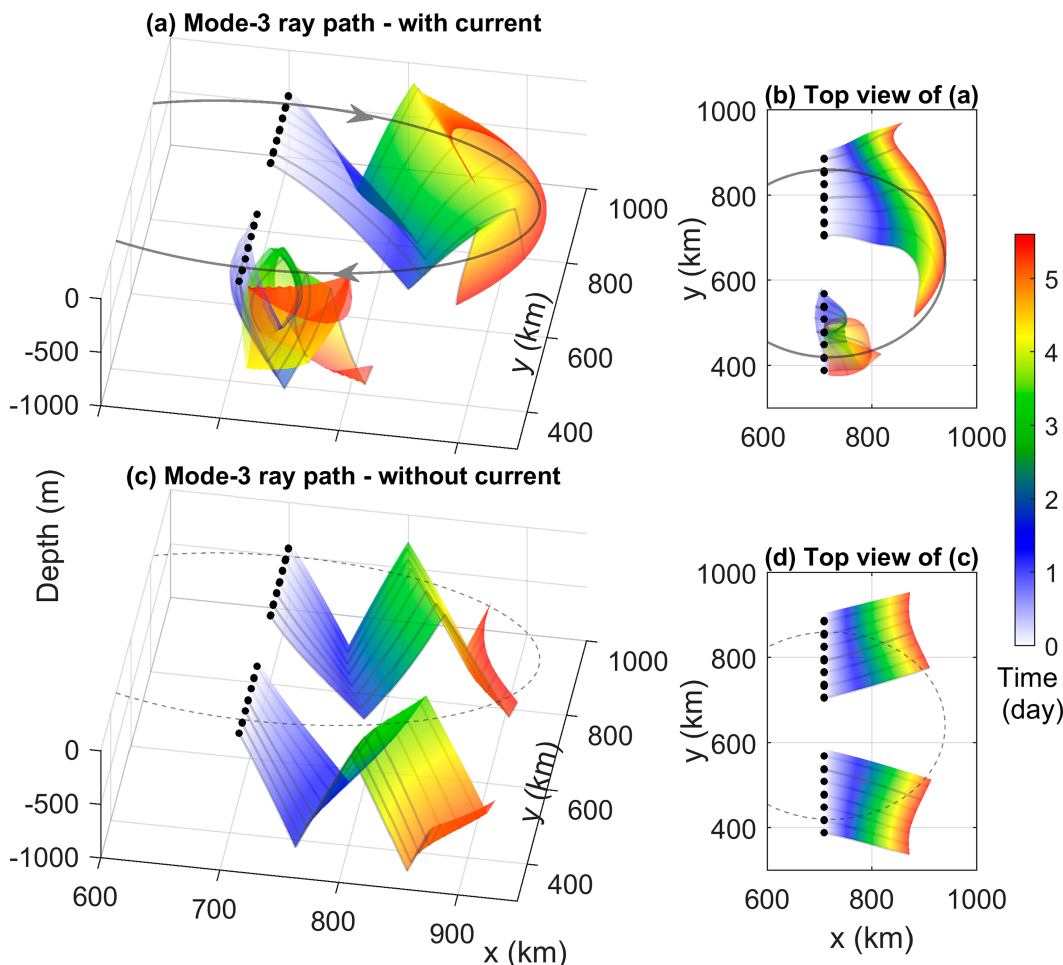 (a) Mode-3 ray path - with current
1000
800
600
400
y (km)
0
-500
-1000
(b) Top view of (a)
1000
800
600
400
y (km)
600
800
1000
5
4
3
2
1
0
Time
(day)
(c) Mode-3 ray path - without current
Depth (m)
1000
800
600
400
y (km)
0
-500
-1000
600
700
800
900
x (km)
(d) Top view of (c)
1000
800
600
400
y (km)
600
800
1000
x (km)